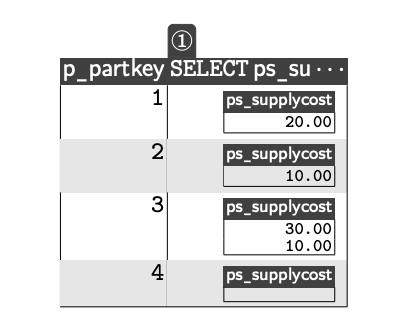 ①
p_partkey SELECT ps_su···
1 ps_supplycost
20.00
2 ps_supplycost
10.00
3 ps_supplycost
30.00
10.00
4 ps_supplycost